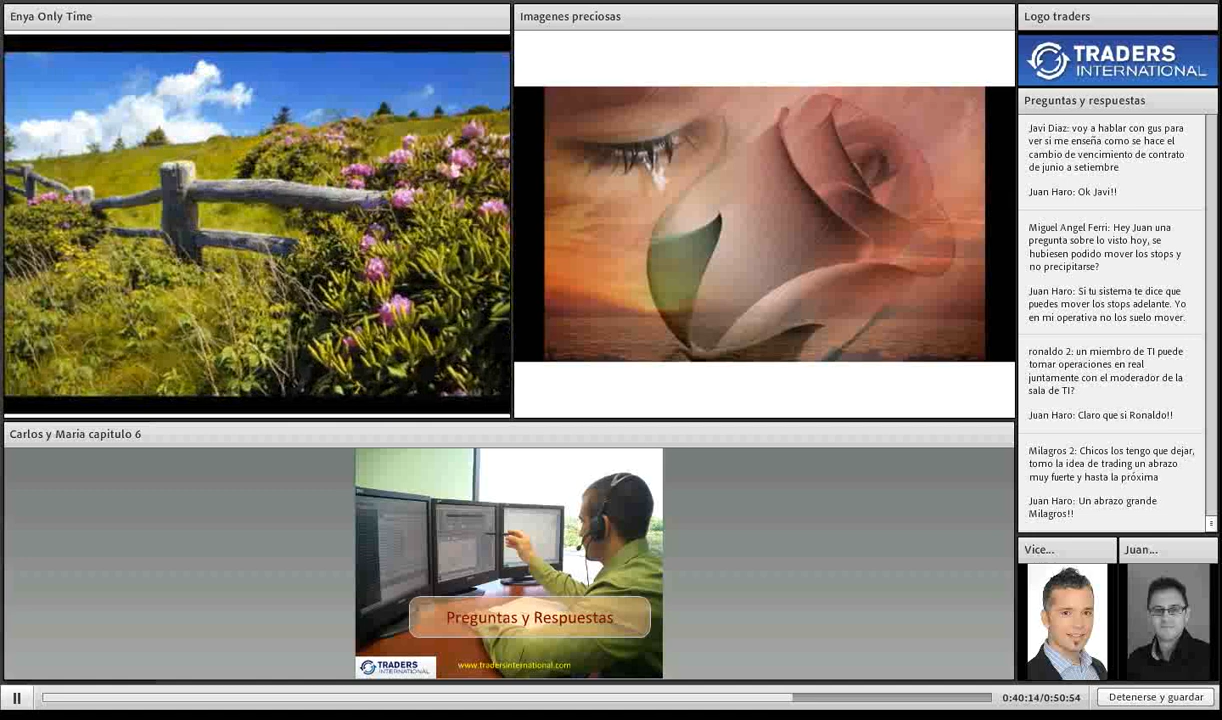 Enya Only Time
Imagenes preciosas
Logo traders
TRADERS
INTERNATIONAL
Preguntas y respuestas
Javi Diaz: voy a hablar con gus para
ver si me enseña como se hace el
cambio de vencimiento de contrato
de junio a setiembre
Juan Haro: Ok Javi!!
Miguel Angel Ferri: Hey Juan una
pregunta sobre lo visto hoy, se
hubiesen podido mover los stops y
no precipitarse?
Juan Haro: Si tu sistema te dice que
puedes mover los stops adelante. Yo
en mi operativa no los suelo mover.
ronaldo 2: un miembro de TI puede
tomar operaciones en real
juntamente con el moderador de la
sala de TI?
Juan Haro: Claro que si Ronaldo!!
Milagros 2: Chicos los tengo que dejar,
tomo la idea de trading un abrazo
muy fuerte y hasta la próxima
Juan Haro: Un abrazo grande
Milagros!!
Carlos y Maria capitulo 6
Preguntas y Respuestas
TRADERS
INTERNATIONAL
www.tradersinternational.com
Vice...
Juan...
0:40:14/0:50:54
Detenerse y guardar